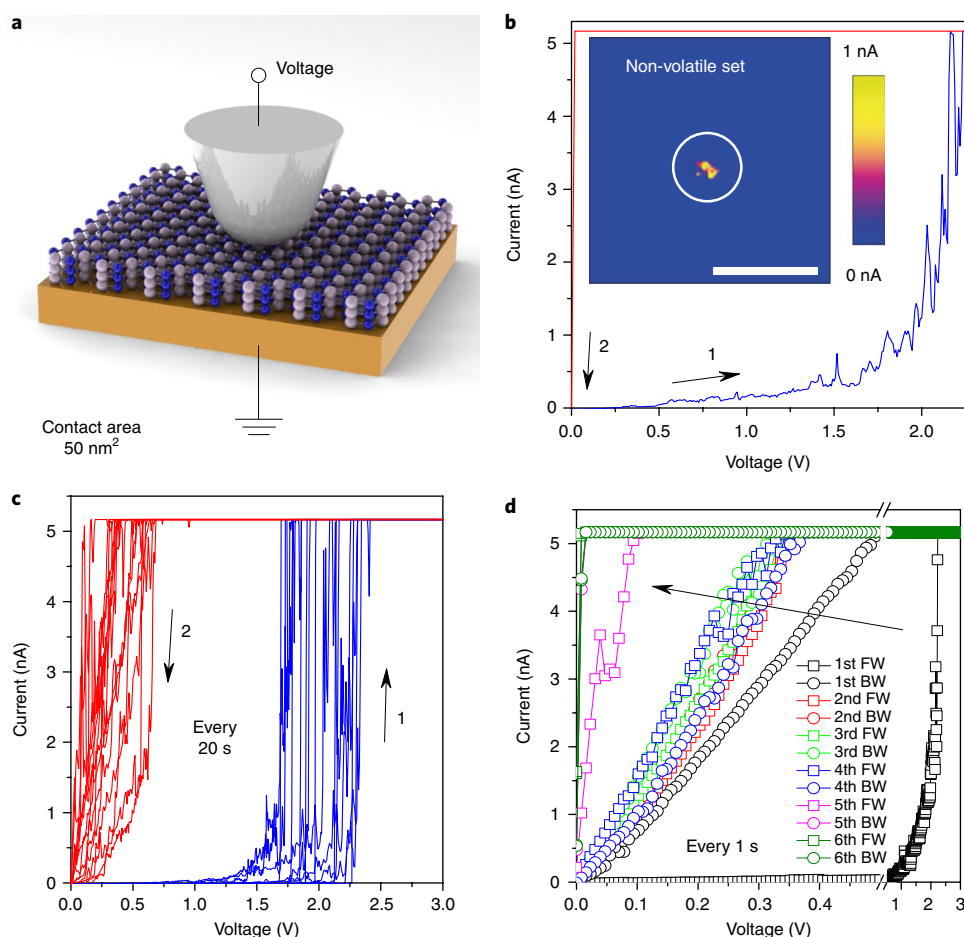 a
Voltage
Contact area
50 nm²
b
Non-volatile set
1 nA
0 nA
2
1
5
4
3
2
1
0
Current (nA)
0.0
0.5
1.0
1.5
2.0
Voltage (V)
c
2
Every
20 s
1
5
4
3
2
1
0
Current (nA)
0.0
0.5
1.0
1.5
2.0
2.5
3.0
Voltage (V)
d
1st FW
1st BW
2nd FW
2nd BW
3rd FW
3rd BW
4th FW
4th BW
5th FW
5th BW
6th FW
6th BW
Every 1 s
5
4
3
2
1
0
Current (nA)
0.0
0.1
0.2
0.3
0.4
1
2
3
Voltage (V)